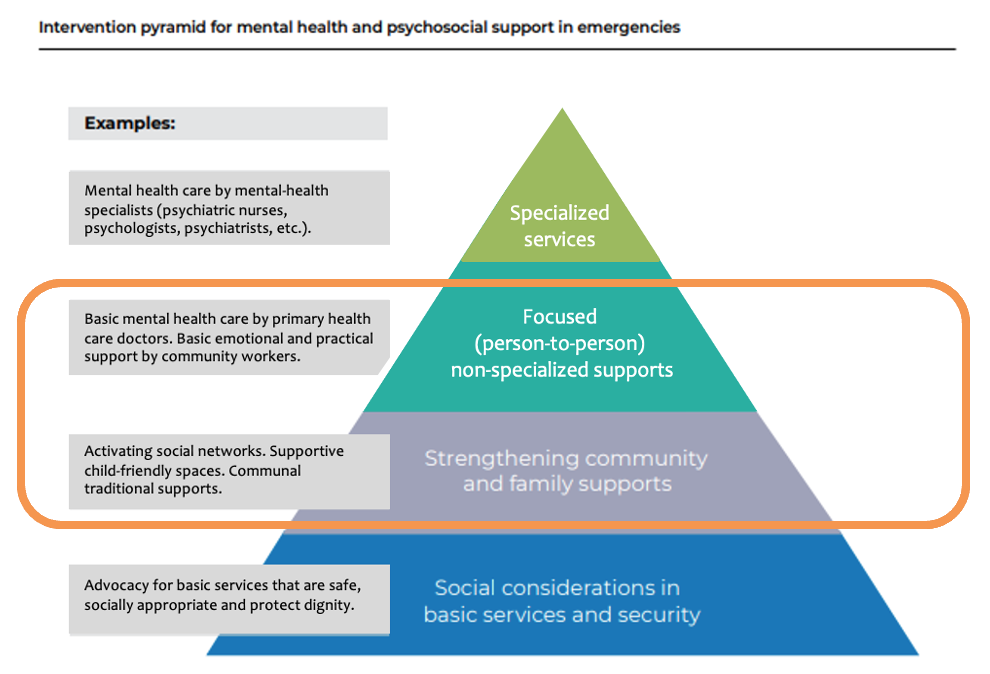 Intervention pyramid for mental health and psychosocial support in emergencies
Examples:
Mental health care by mental-health
specialists (psychiatric nurses,
psychologists, psychiatrists, etc.).
Specialized
services
Basic mental health care by primary health
care doctors. Basic emotional and practical
support by community workers.
Focused
(person-to-person)
non-specialized supports
Activating social networks. Supportive
child-friendly spaces. Communal
traditional supports.
Strengthening community
and family supports
Advocacy for basic services that are safe,
socially appropriate and protect dignity.
Social considerations in
basic services and security